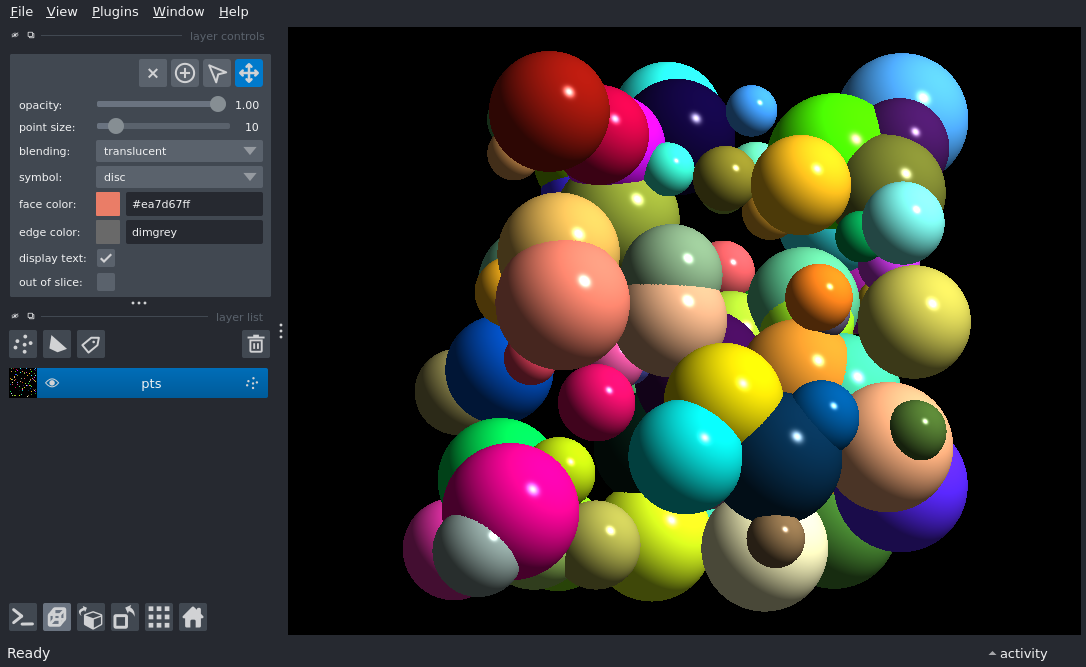 File View Plugins Window Help
layer controls
opacity: 1.00
point size: 10
blending: translucent
symbol: disc
face color: #ea7d67ff
edge color: dimgrey
display text:
out of slice:
layer list
pts
Ready
activity